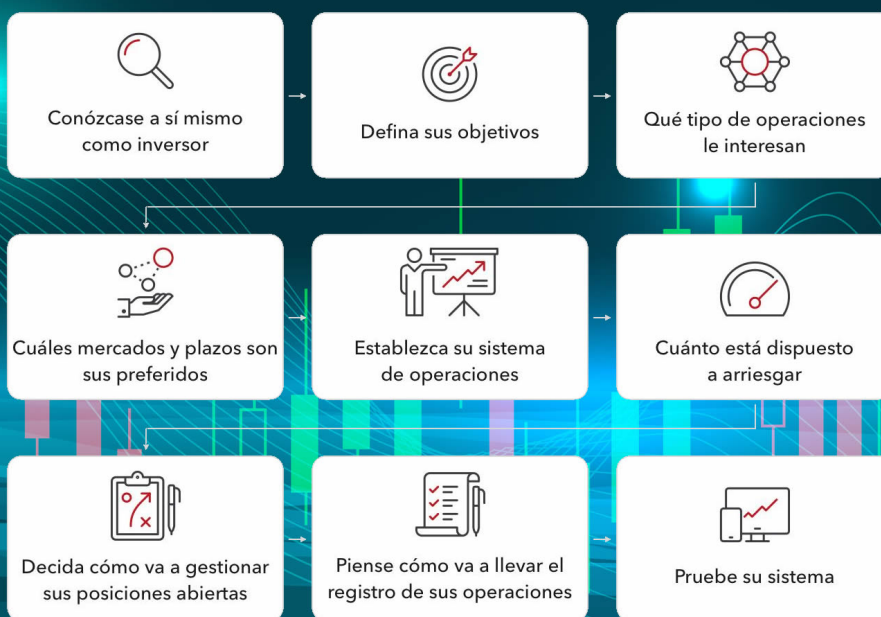 Conózcase a sí mismo
como inversor
Defina sus objetivos
Qué tipo de operaciones
le interesan
Cuáles mercados y plazos son
sus preferidos
Establezca su sistema
de operaciones
Cuánto está dispuesto
a arriesgar
Decida cómo va a gestionar
sus posiciones abiertas
Piense cómo va a llevar el
registro de sus operaciones
Pruebe su sistema